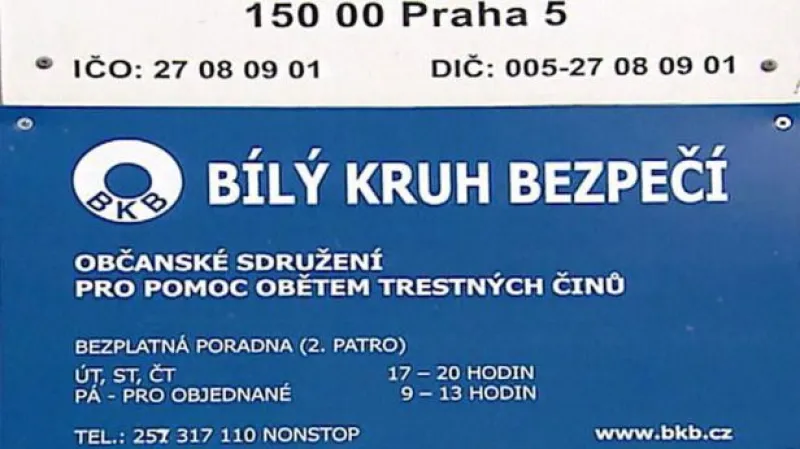 150 00 Praha 5
IČO: 27 08 09 01 DIČ: 005-27 08 09 01
BKB BÍLÝ KRUH BEZPEČÍ
OBČANSKÉ SDRUŽENÍ
PRO POMOC OBĚTEM TRESTNÝCH ČINŮ
BEZPLATNÁ PORADNA (2. PATRO)
ÚT, ST, ČT 17 – 20 HODIN
PÁ - PRO OBJEDNANÉ 9 – 13 HODIN
TEL.: 257 317 110 NONSTOP www.bkb.cz